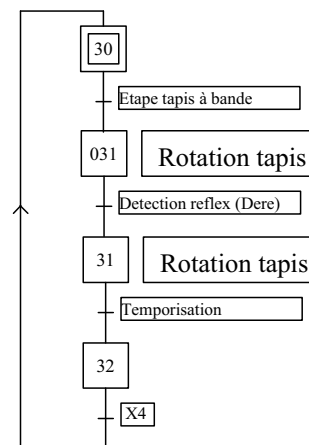 30
Etape tapis à bande
031
Rotation tapis
Detection reflex (Dere)
31
Rotation tapis
Temporisation
32
X4